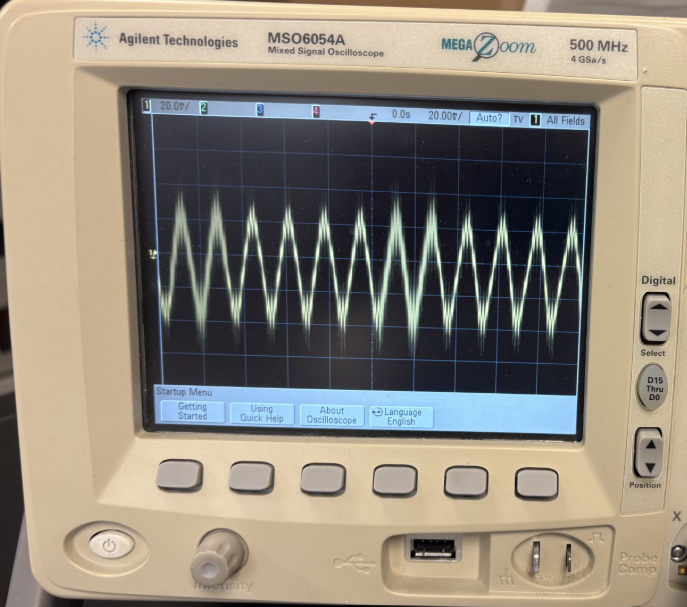 Agilent Technologies
MSO6054A
Mixed Signal Oscilloscope
MEGA Zoom
500 MHz
4 GSa/s
1 20.0▿/ 2 3 4 0.0s 20.00▿/ Auto? TV 1 All Fields
Startup Menu
Getting Started
Using Quick Help
About Oscilloscope
Language English
Digital
Select
D15
Thru
D0
Position
X
Intensity
Probe
Comp